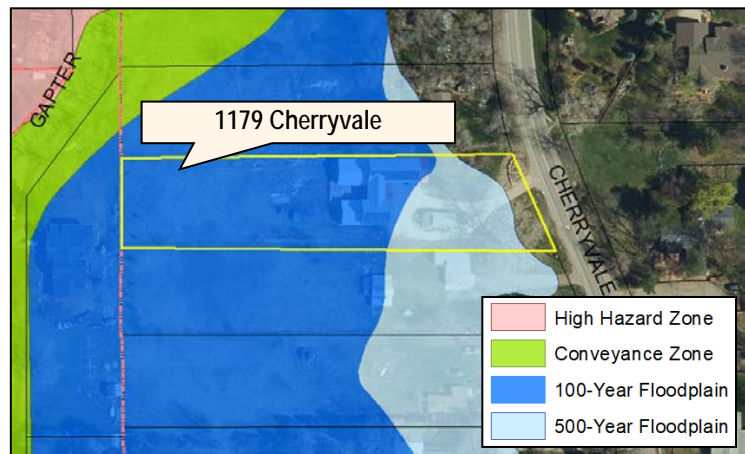 GAPTER
1179 Cherryvale
CHERRYVALE
High Hazard Zone
Conveyance Zone
100-Year Floodplain
500-Year Floodplain